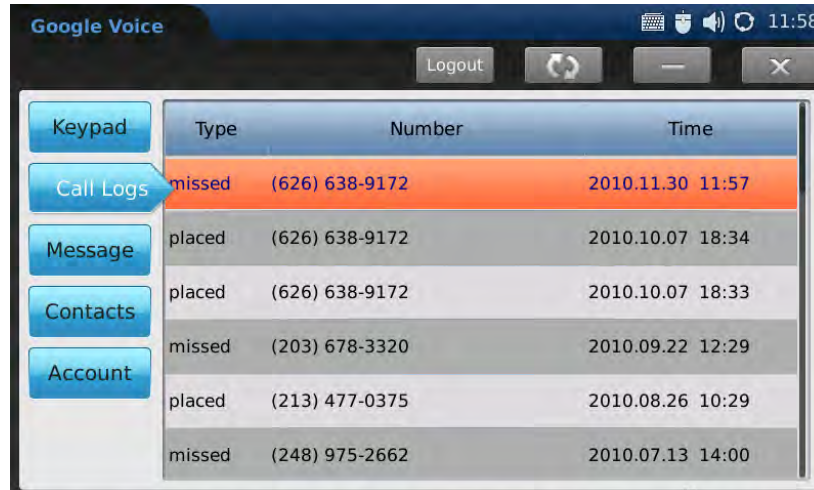 Google Voice 11:58
Logout
Keypad
Call Logs
Message
Contacts
Account
Type Number Time
missed (626) 638-9172 2010.11.30 11:57
placed (626) 638-9172 2010.10.07 18:34
placed (626) 638-9172 2010.10.07 18:33
missed (203) 678-3320 2010.09.22 12:29
placed (213) 477-0375 2010.08.26 10:29
missed (248) 975-2662 2010.07.13 14:00